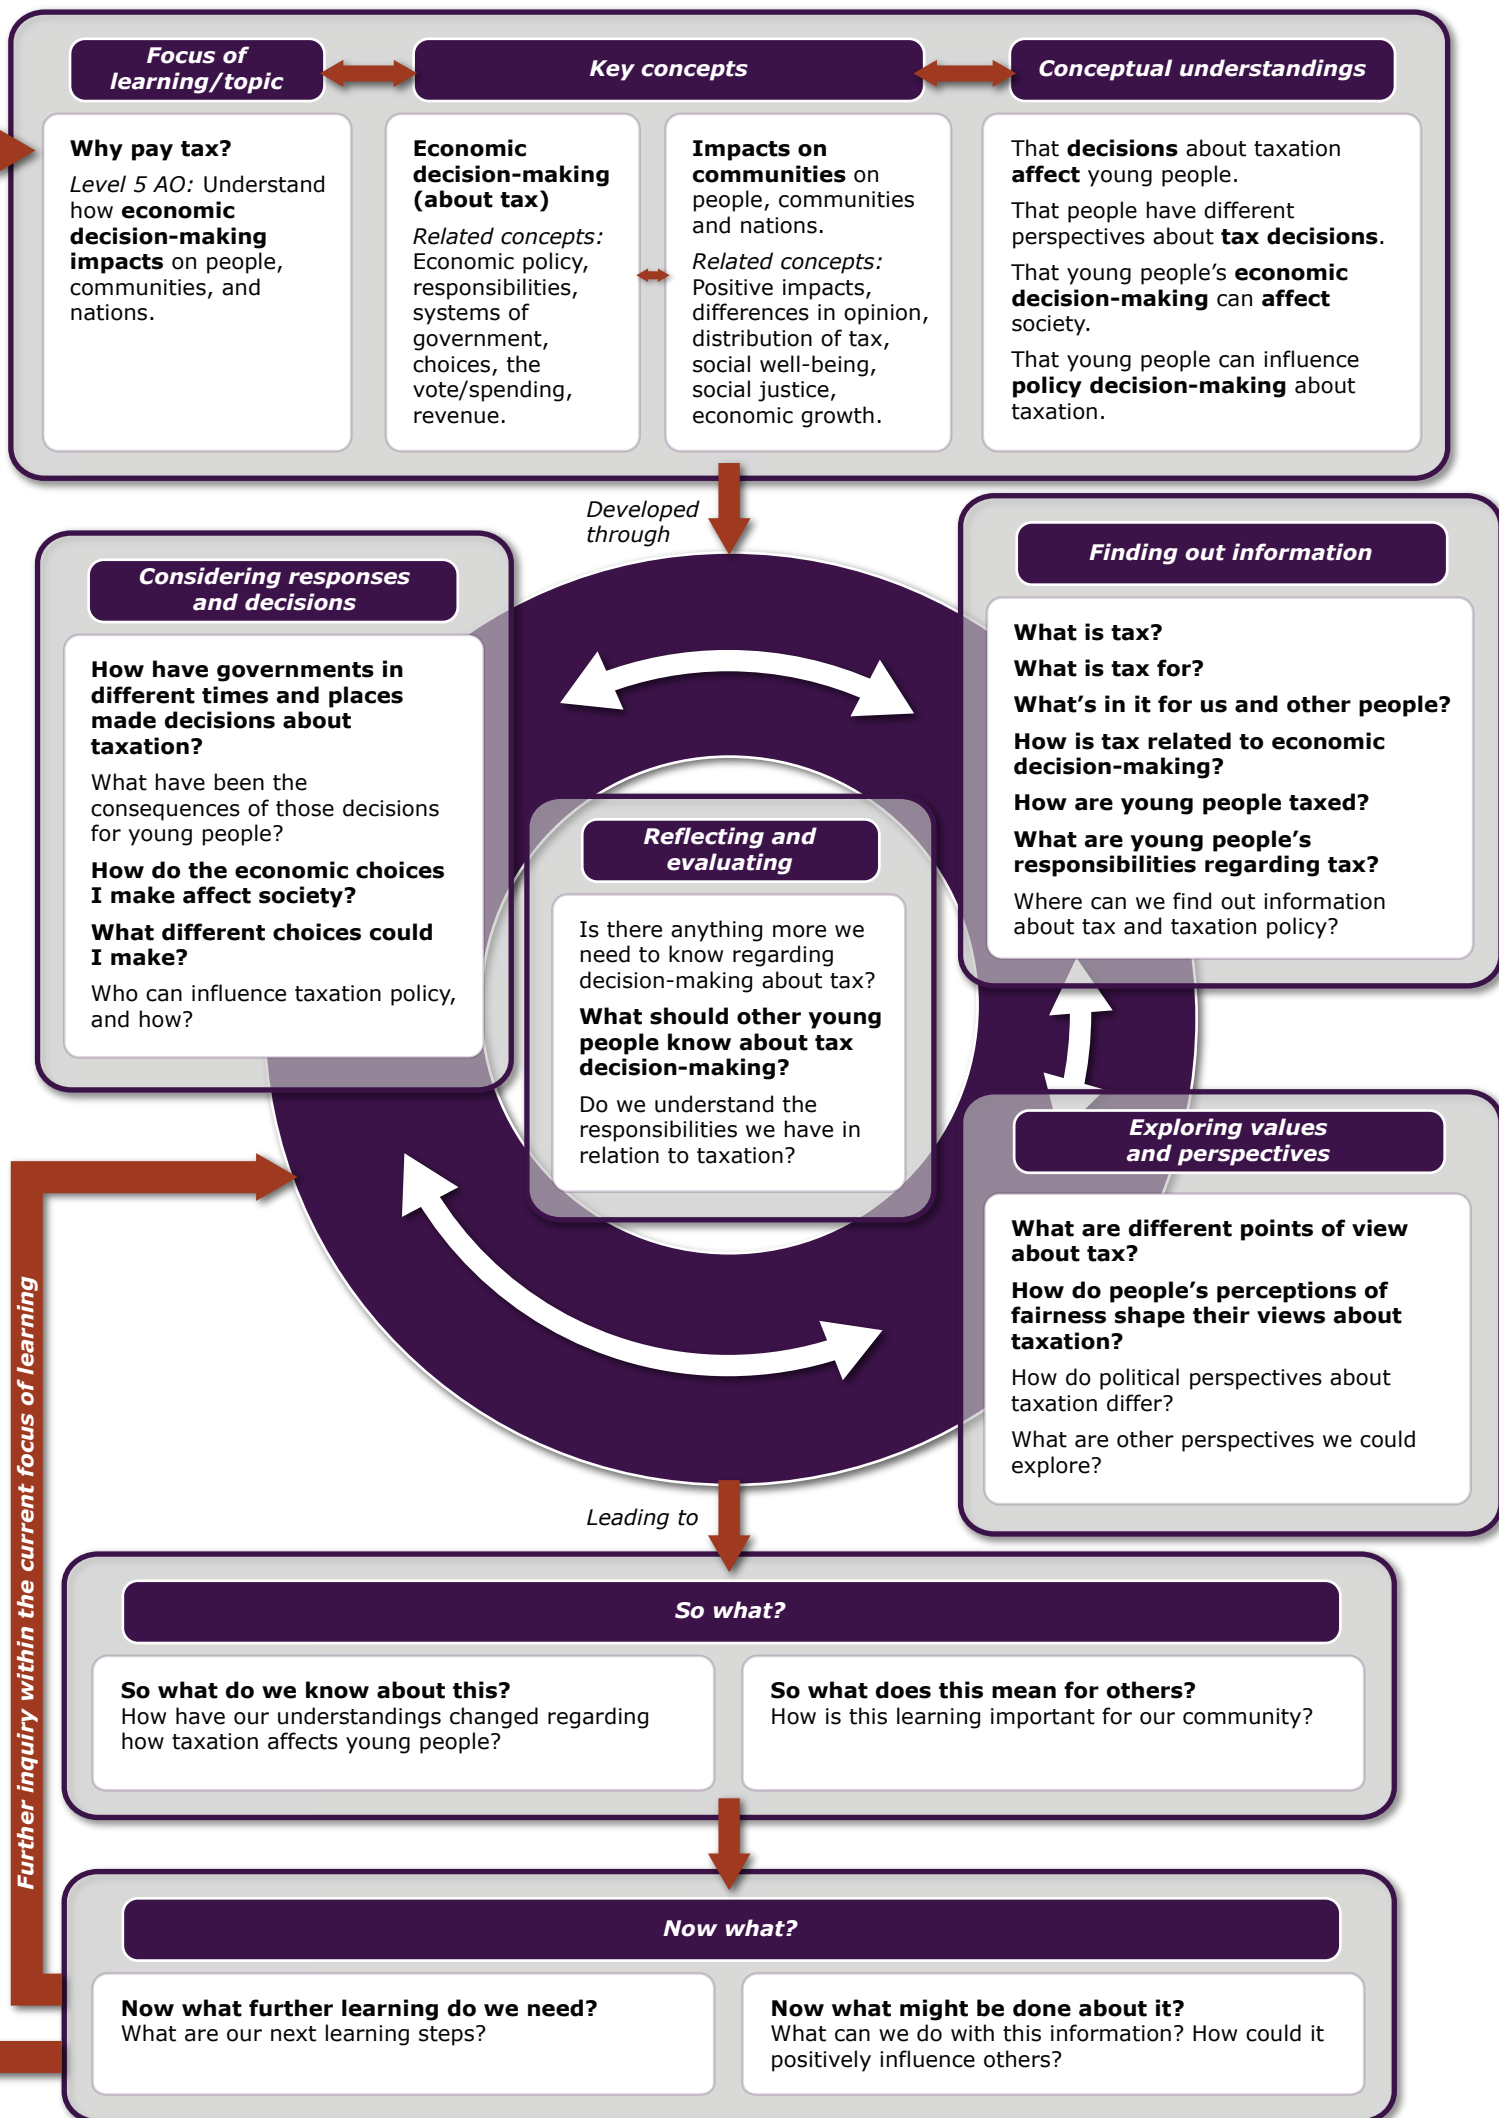 Focus of
learning/topic
Key concepts
Conceptual understandings
Why pay tax?
Level 5 AO: Understand
how economic
decision-making
impacts on people,
communities, and
nations.
Economic
decision-making
(about tax)
Related concepts:
Economic policy,
responsibilities,
systems of
government,
choices, the
vote/spending,
revenue.
Impacts on
communities on
people, communities
and nations.
Related concepts:
Positive impacts,
differences in opinion,
distribution of tax,
social well-being,
social justice,
economic growth.
That decisions about taxation
affect young people.
That people have different
perspectives about tax decisions.
That young people’s economic
decision-making can affect
society.
That young people can influence
policy decision-making about
taxation.
Developed
through
Considering responses
and decisions
How have governments in
different times and places
made decisions about
taxation?
What have been the
consequences of those decisions
for young people?
How do the economic choices
I make affect society?
What different choices could
I make?
Who can influence taxation policy,
and how?
Finding out information
What is tax?
What is tax for?
What’s in it for us and other people?
How is tax related to economic
decision-making?
How are young people taxed?
What are young people’s
responsibilities regarding tax?
Where can we find out information
about tax and taxation policy?
Reflecting and
evaluating
Is there anything more we
need to know regarding
decision-making about tax?
What should other young
people know about tax
decision-making?
Do we understand the
responsibilities we have in
relation to taxation?
Exploring values
and perspectives
What are different points of view
about tax?
How do people’s perceptions of
fairness shape their views about
taxation?
How do political perspectives about
taxation differ?
What are other perspectives we could
explore?
Leading to
Further inquiry within the current focus of learning
So what?
So what do we know about this?
How have our understandings changed regarding
how taxation affects young people?
So what does this mean for others?
How is this learning important for our community?
Now what?
Now what further learning do we need?
What are our next learning steps?
Now what might be done about it?
What can we do with this information? How could it
positively influence others?